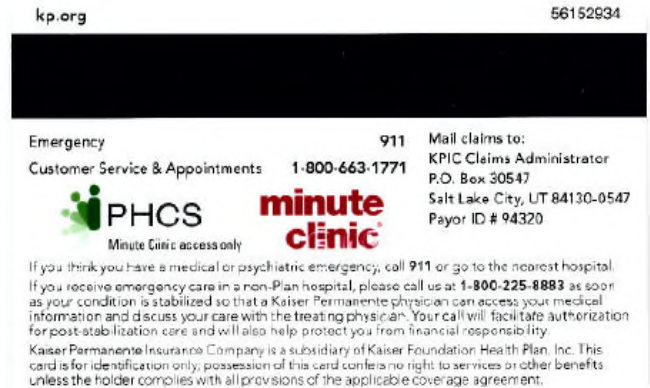 kp.org 56152934
Emergency 911
Customer Service & Appointments 1-800-663-1771
Mail claims to:
KPIC Claims Administrator
P.O. Box 30547
Salt Lake City, UT 84130-0547
Payor ID # 94320
PHCS
Minute Clinic access only
minute
clinic
If you think you have a medical or psychiatric emergency, call 911 or go to the nearest hospital.
If you receive emergency care in a non-Plan hospital, please call us at 1-800-225-8883 as soon
as your condition is stabilized so that a Kaiser Permanente physician can access your medical
information and discuss your care with the treating physician. Your call will facilitate authorization
for post-stabilization care and will also help protect you from financial responsibility.
Kaiser Permanente Insurance Company is a subsidiary of Kaiser Foundation Health Plan, Inc. This
card is for identification only; possession of this card confers no right to services or other benefits
unless the holder complies with all provisions of the applicable coverage agreement.